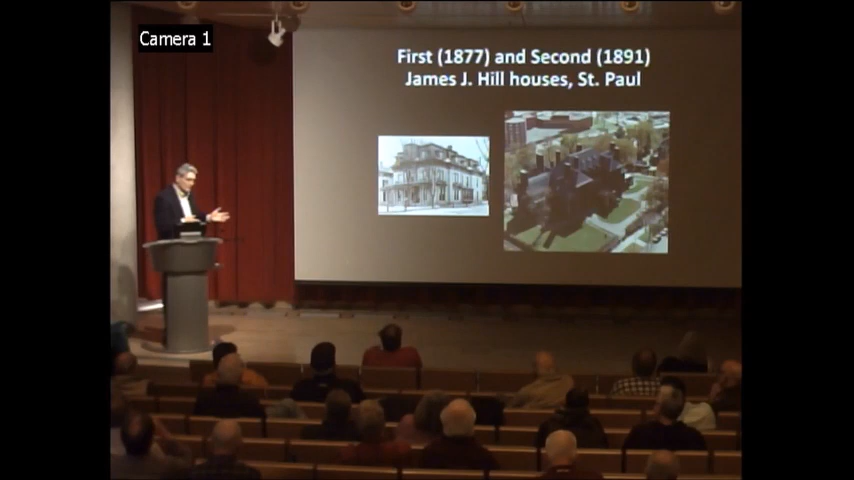 Camera 1
First (1877) and Second (1891)
James J. Hill houses, St. Paul